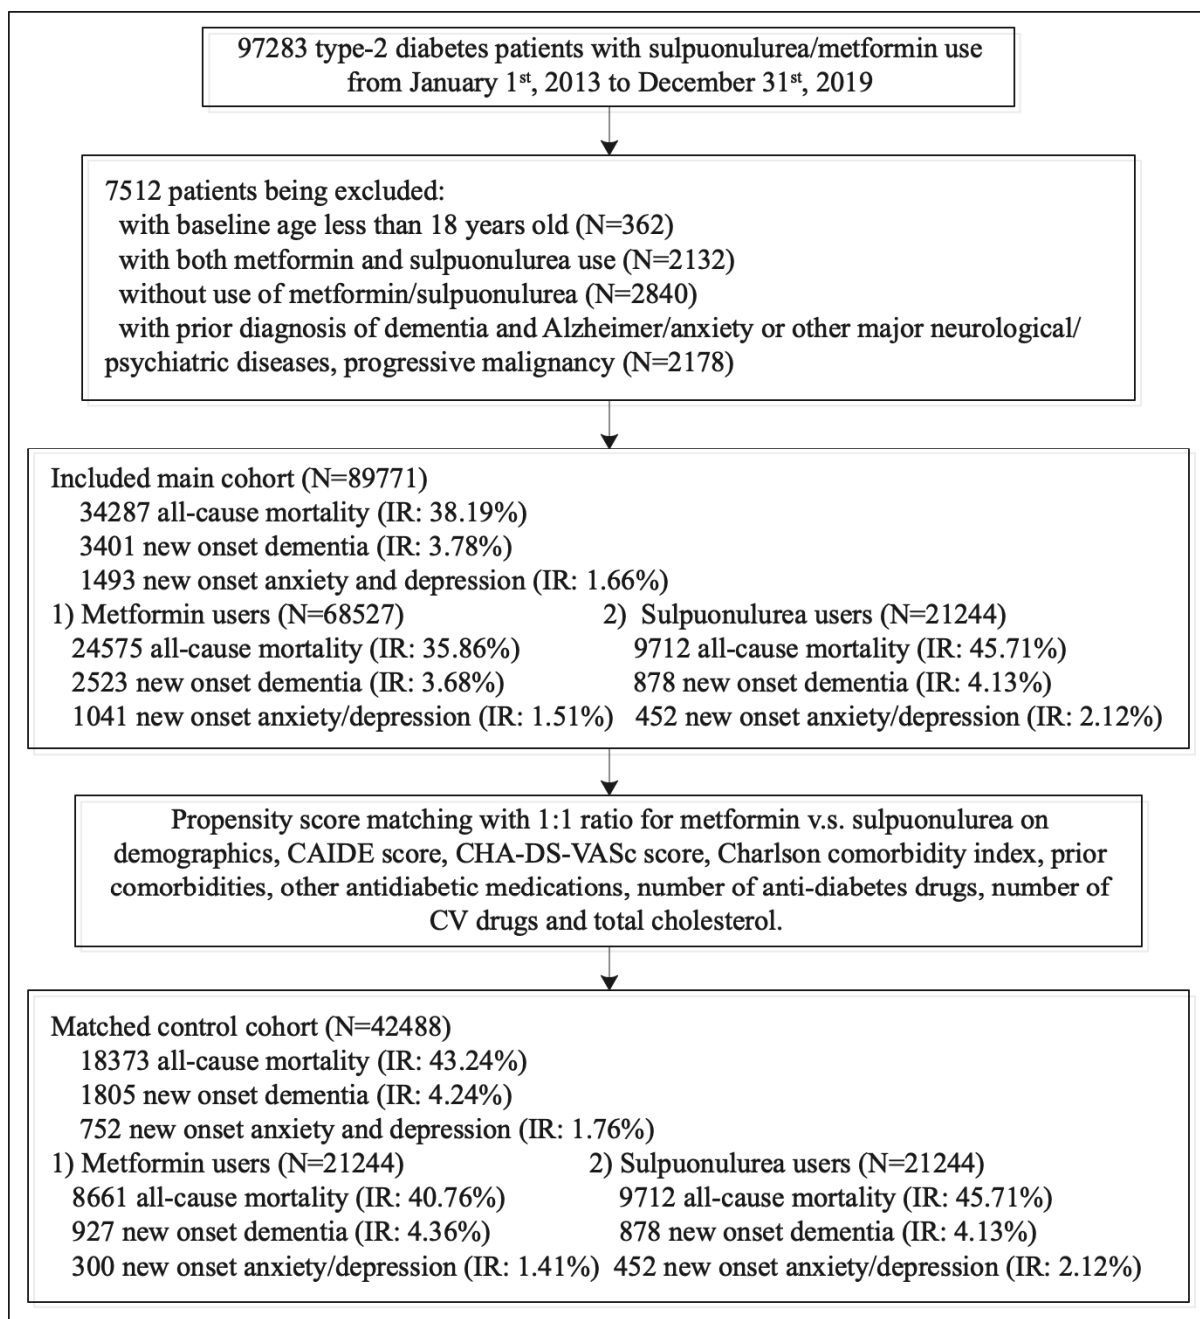 97283 type-2 diabetes patients with sulpuonulurea/metformin use
from January 1st, 2013 to December 31st, 2019
7512 patients being excluded:
with baseline age less than 18 years old (N=362)
with both metformin and sulpuonulurea use (N=2132)
without use of metformin/sulpuonulurea (N=2840)
with prior diagnosis of dementia and Alzheimer/anxiety or other major neurological/
psychiatric diseases, progressive malignancy (N=2178)
Included main cohort (N=89771)
34287 all-cause mortality (IR: 38.19%)
3401 new onset dementia (IR: 3.78%)
1493 new onset anxiety and depression (IR: 1.66%)
1) Metformin users (N=68527)
24575 all-cause mortality (IR: 35.86%)
2523 new onset dementia (IR: 3.68%)
1041 new onset anxiety/depression (IR: 1.51%)
2) Sulpuonulurea users (N=21244)
9712 all-cause mortality (IR: 45.71%)
878 new onset dementia (IR: 4.13%)
452 new onset anxiety/depression (IR: 2.12%)
Propensity score matching with 1:1 ratio for metformin v.s. sulpuonulurea on
demographics, CAIDE score, CHA-DS-VASc score, Charlson comorbidity index, prior
comorbidities, other antidiabetic medications, number of anti-diabetes drugs, number of
CV drugs and total cholesterol.
Matched control cohort (N=42488)
18373 all-cause mortality (IR: 43.24%)
1805 new onset dementia (IR: 4.24%)
752 new onset anxiety and depression (IR: 1.76%)
1) Metformin users (N=21244)
8661 all-cause mortality (IR: 40.76%)
927 new onset dementia (IR: 4.36%)
300 new onset anxiety/depression (IR: 1.41%)
2) Sulpuonulurea users (N=21244)
9712 all-cause mortality (IR: 45.71%)
878 new onset dementia (IR: 4.13%)
452 new onset anxiety/depression (IR: 2.12%)